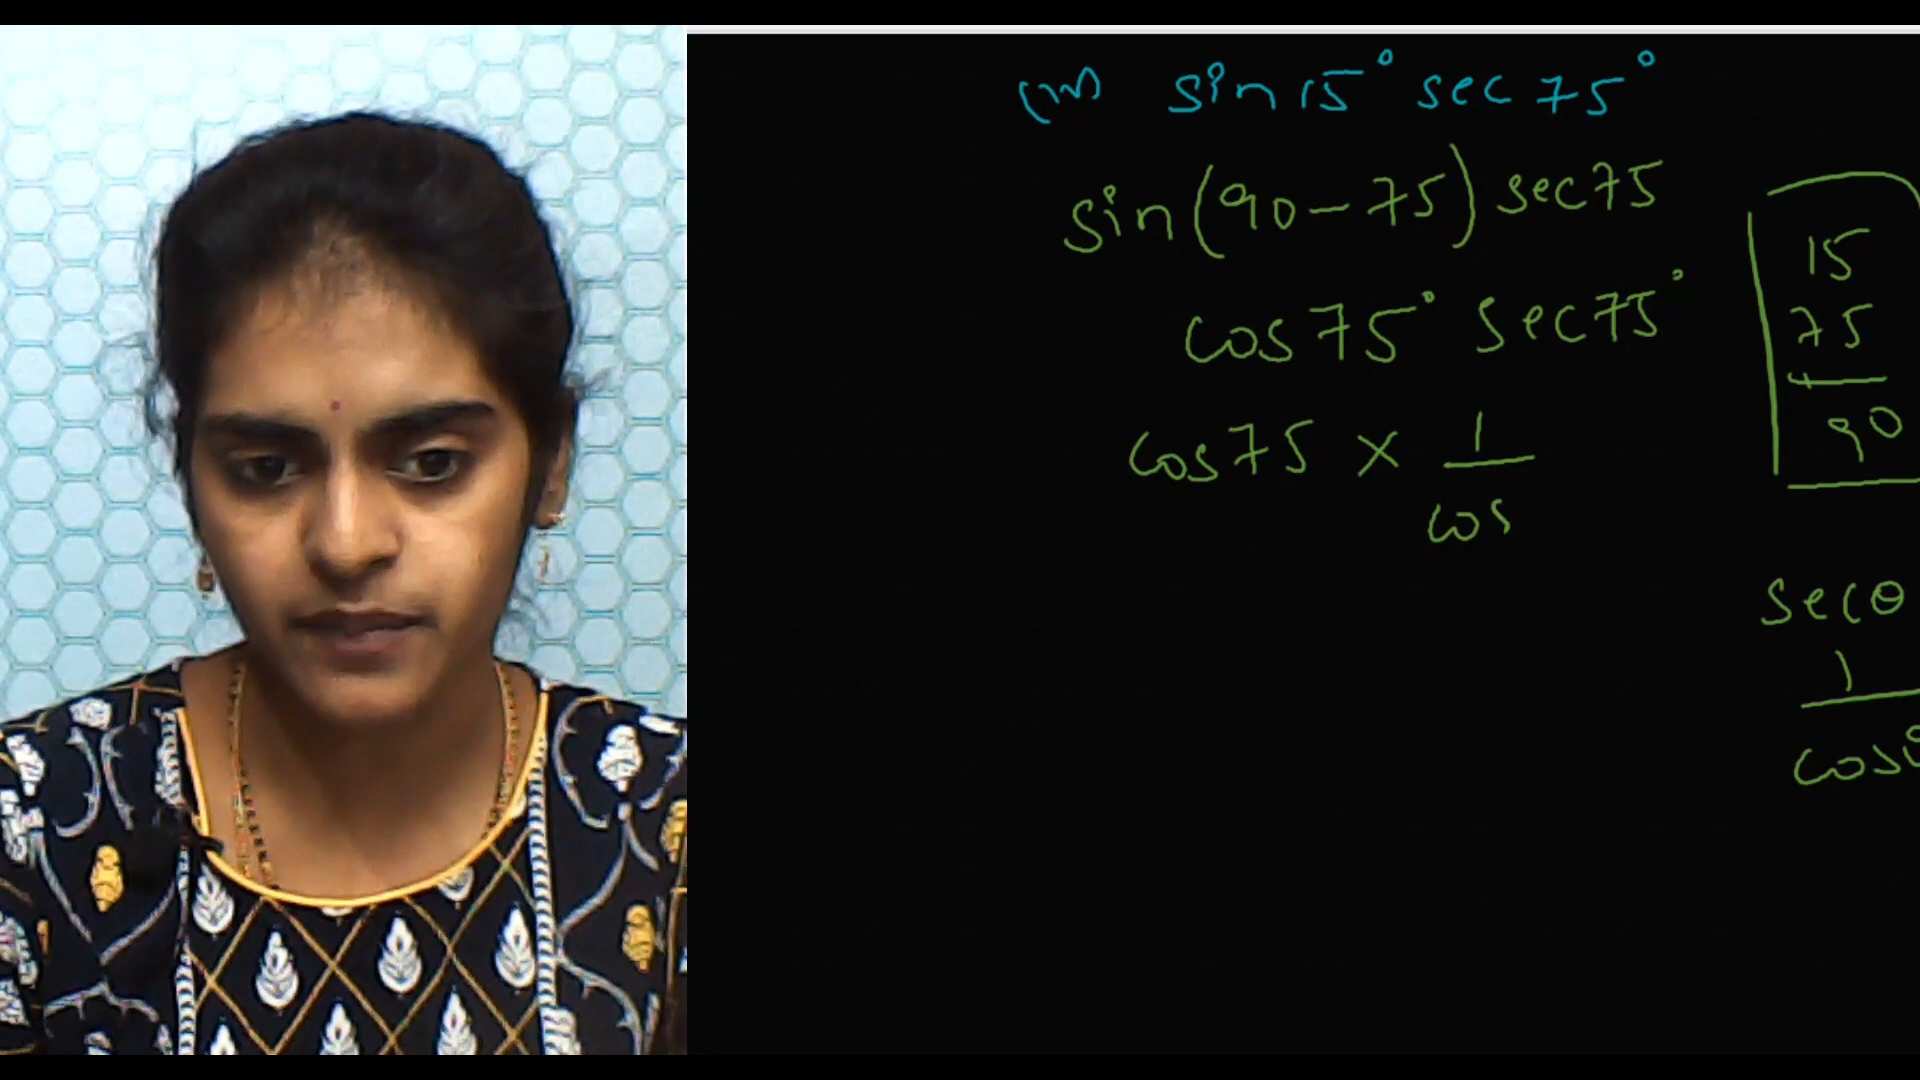 (iv) sin 15° sec 75°
sin (90 - 75) sec 75
cos 75° sec 75°
cos 75 × 1
cos
15
75
90
sec θ
1
cos